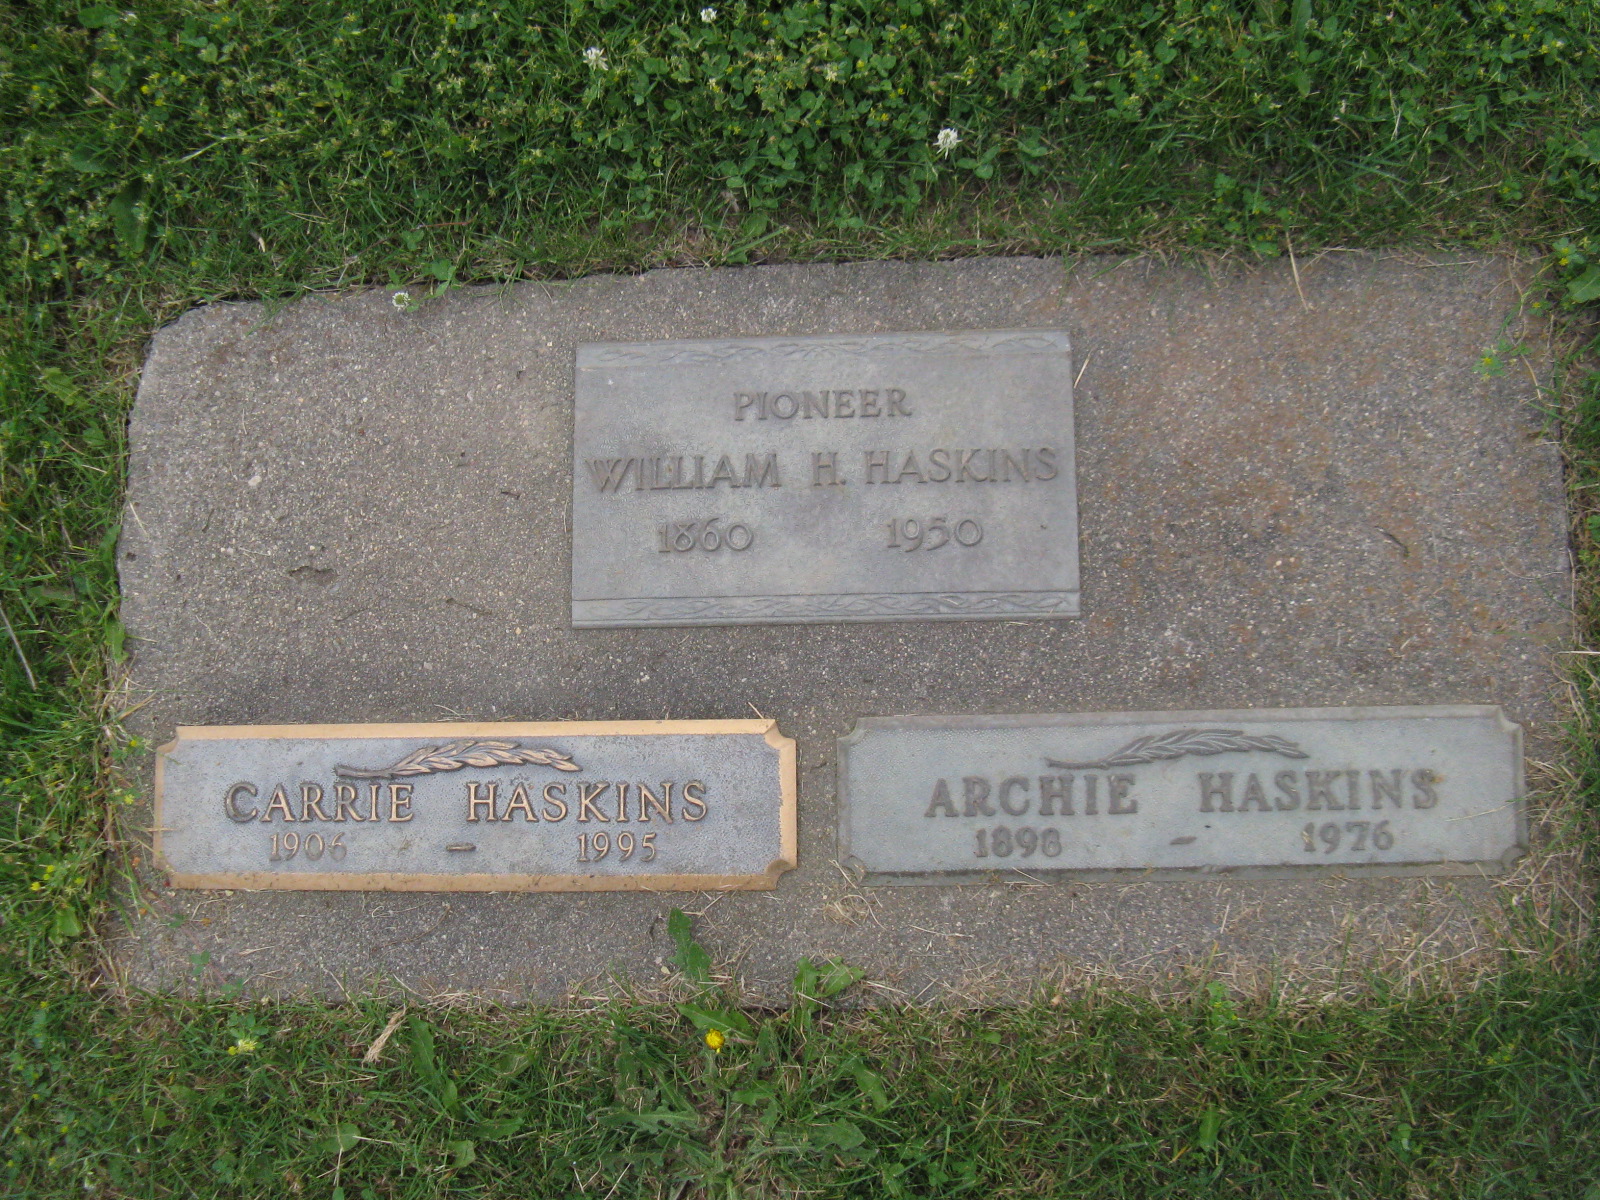 PIONEER
WILLIAM H. HASKINS
1860 1950
CARRIE HASKINS
1906 - 1995
ARCHIE HASKINS
1898 - 1976